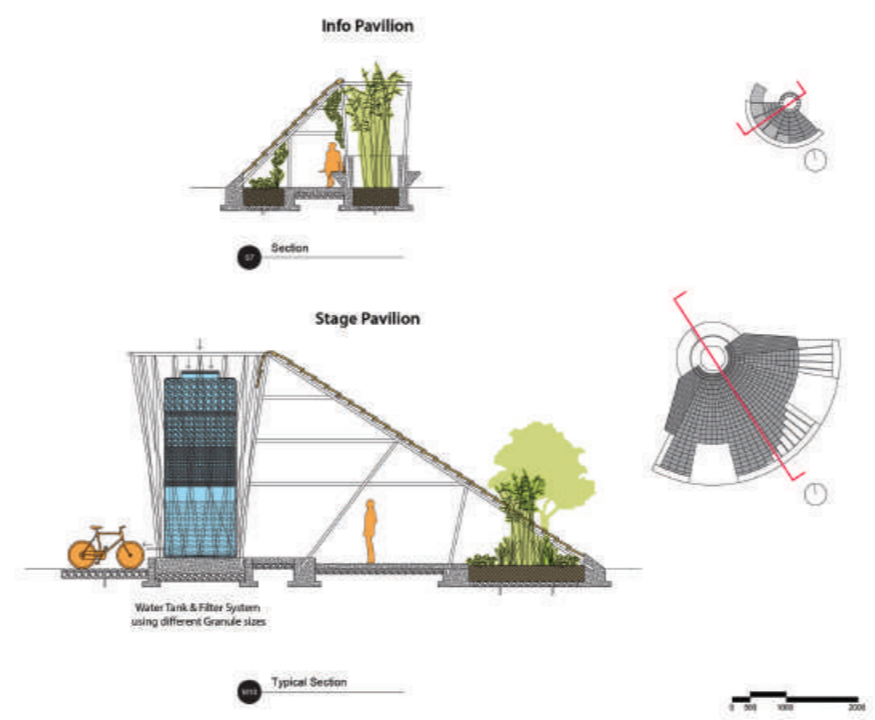 Info Pavilion
Section
Stage Pavilion
Water Tank & Filter System
using different Granule sizes
Typical Section
0 500 1000 2000